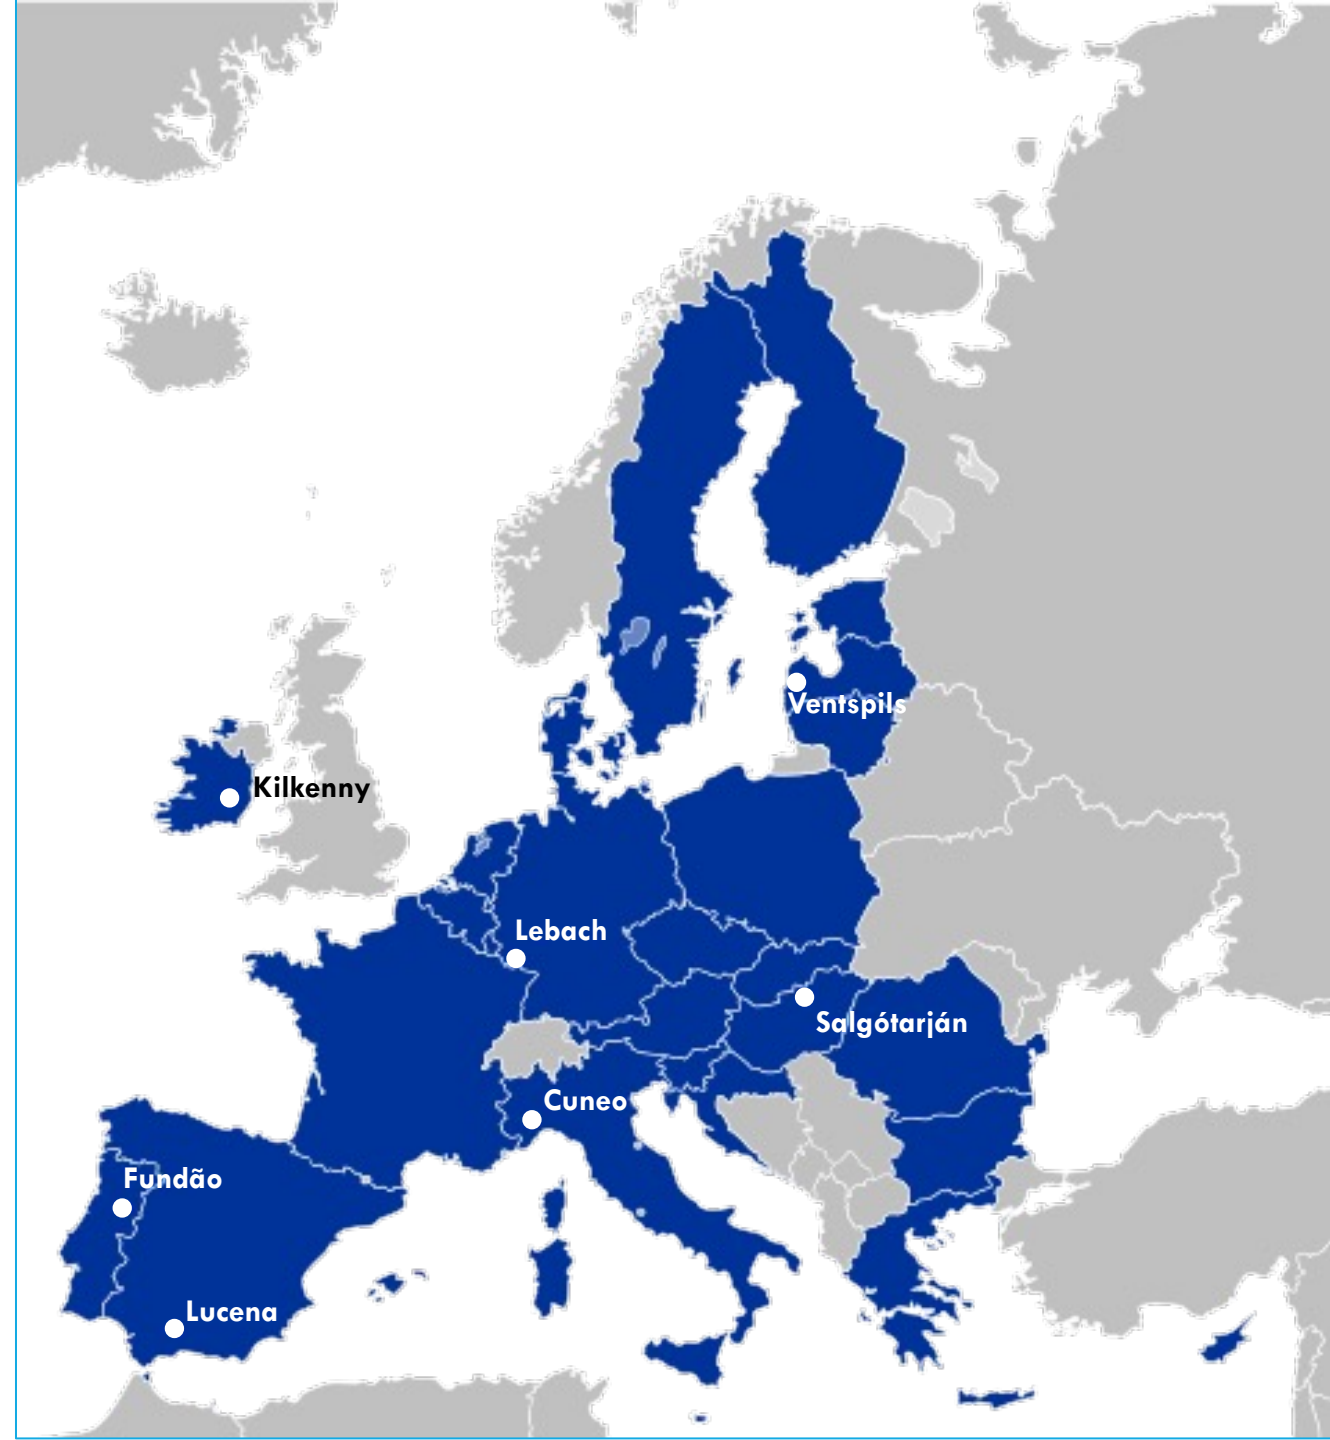 Ventspils
Kilkenny
Lebach
Salgótarján
Cuneo
Fundão
Lucena